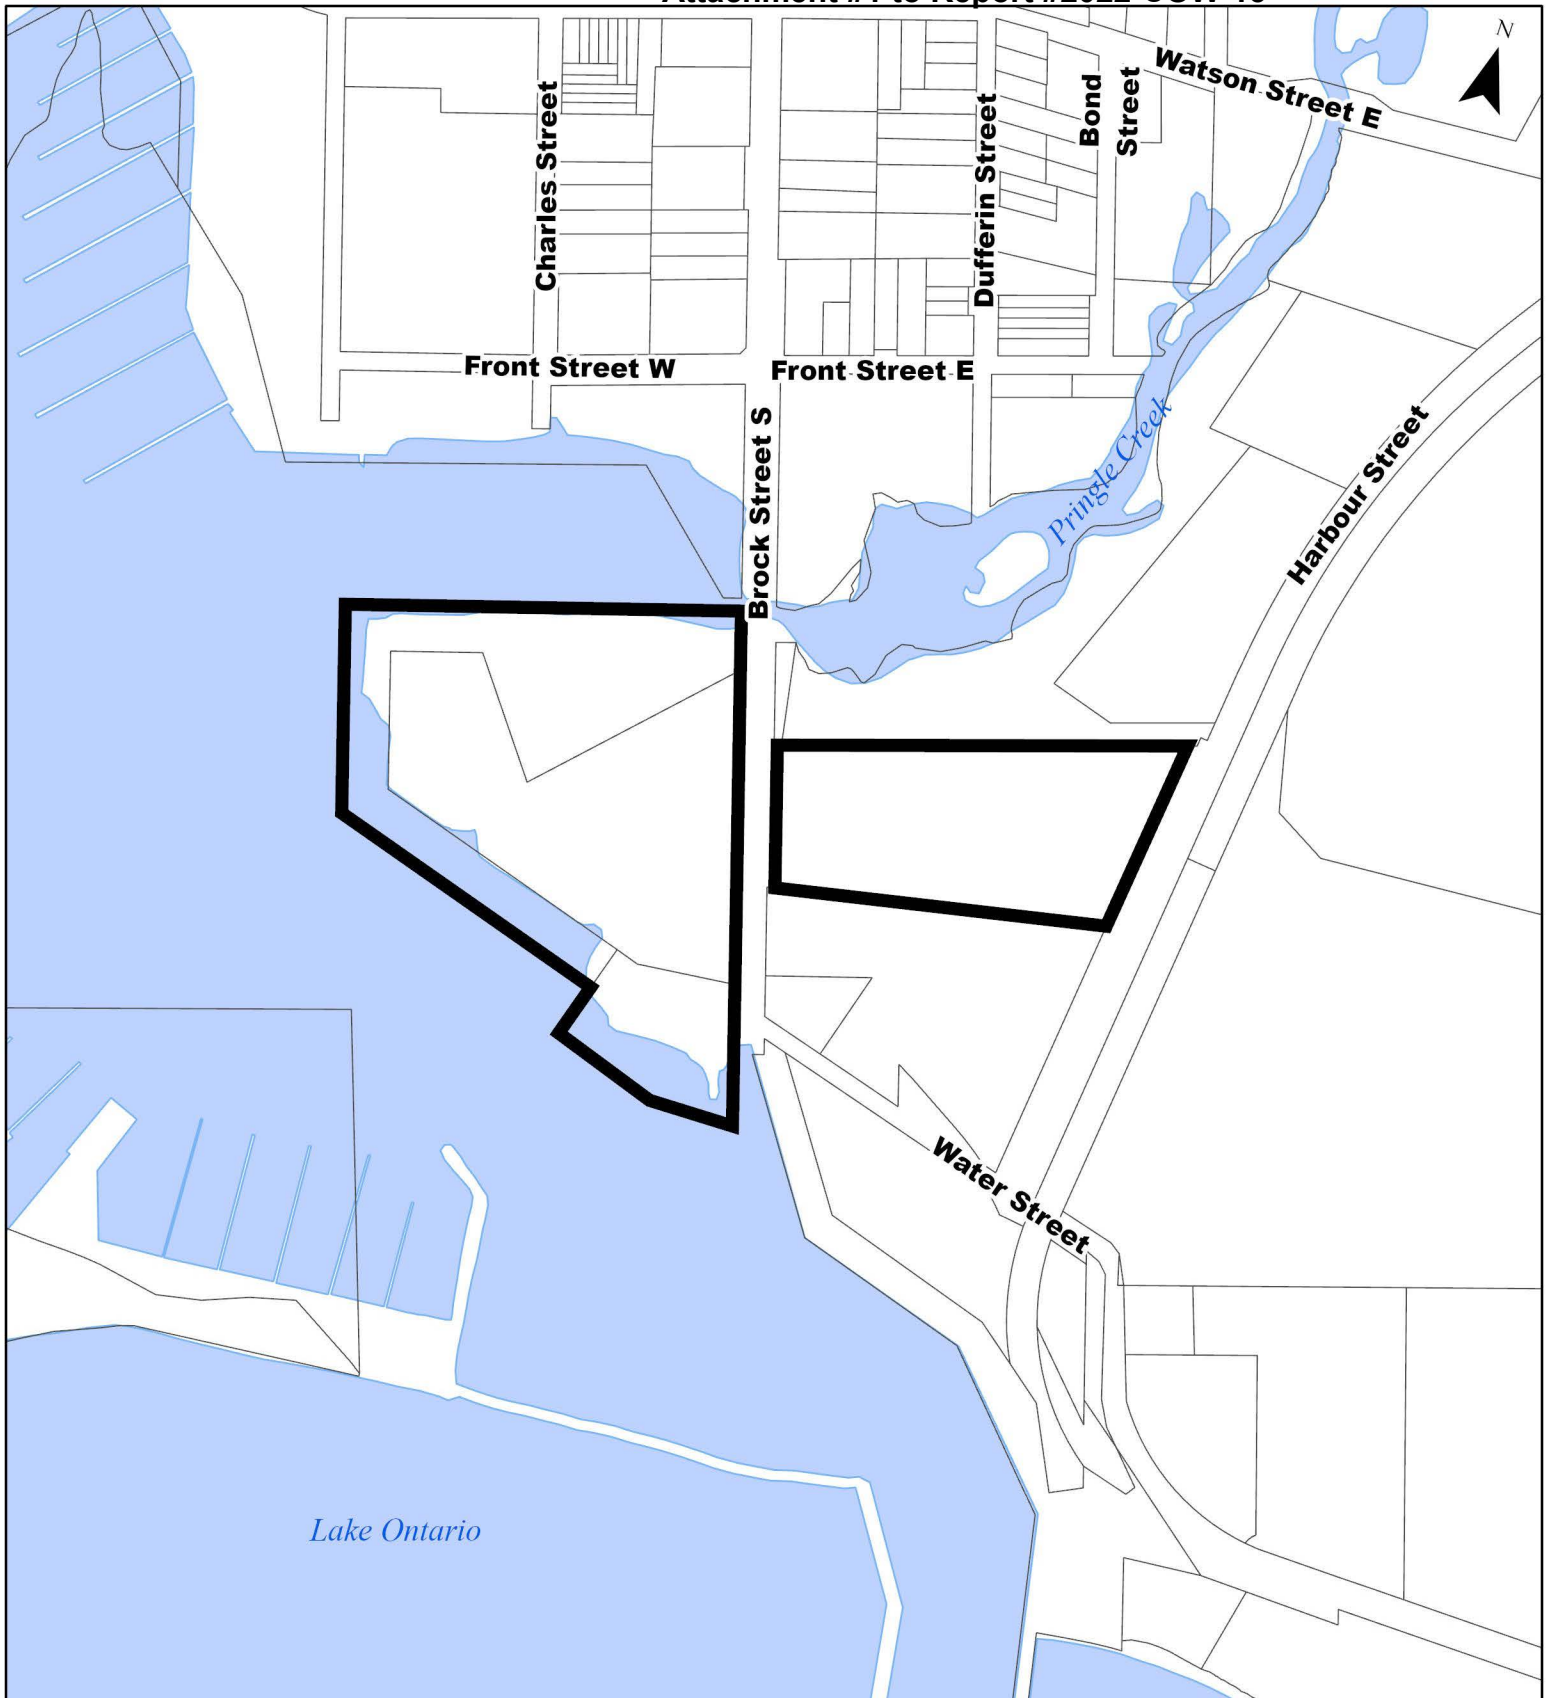 N
Watson Street E
Bond
Street
Charles Street
Dufferin Street
Front Street W
Front Street E
Brock Street S
Pringle Creek
Harbour Street
Water Street
Lake Ontario